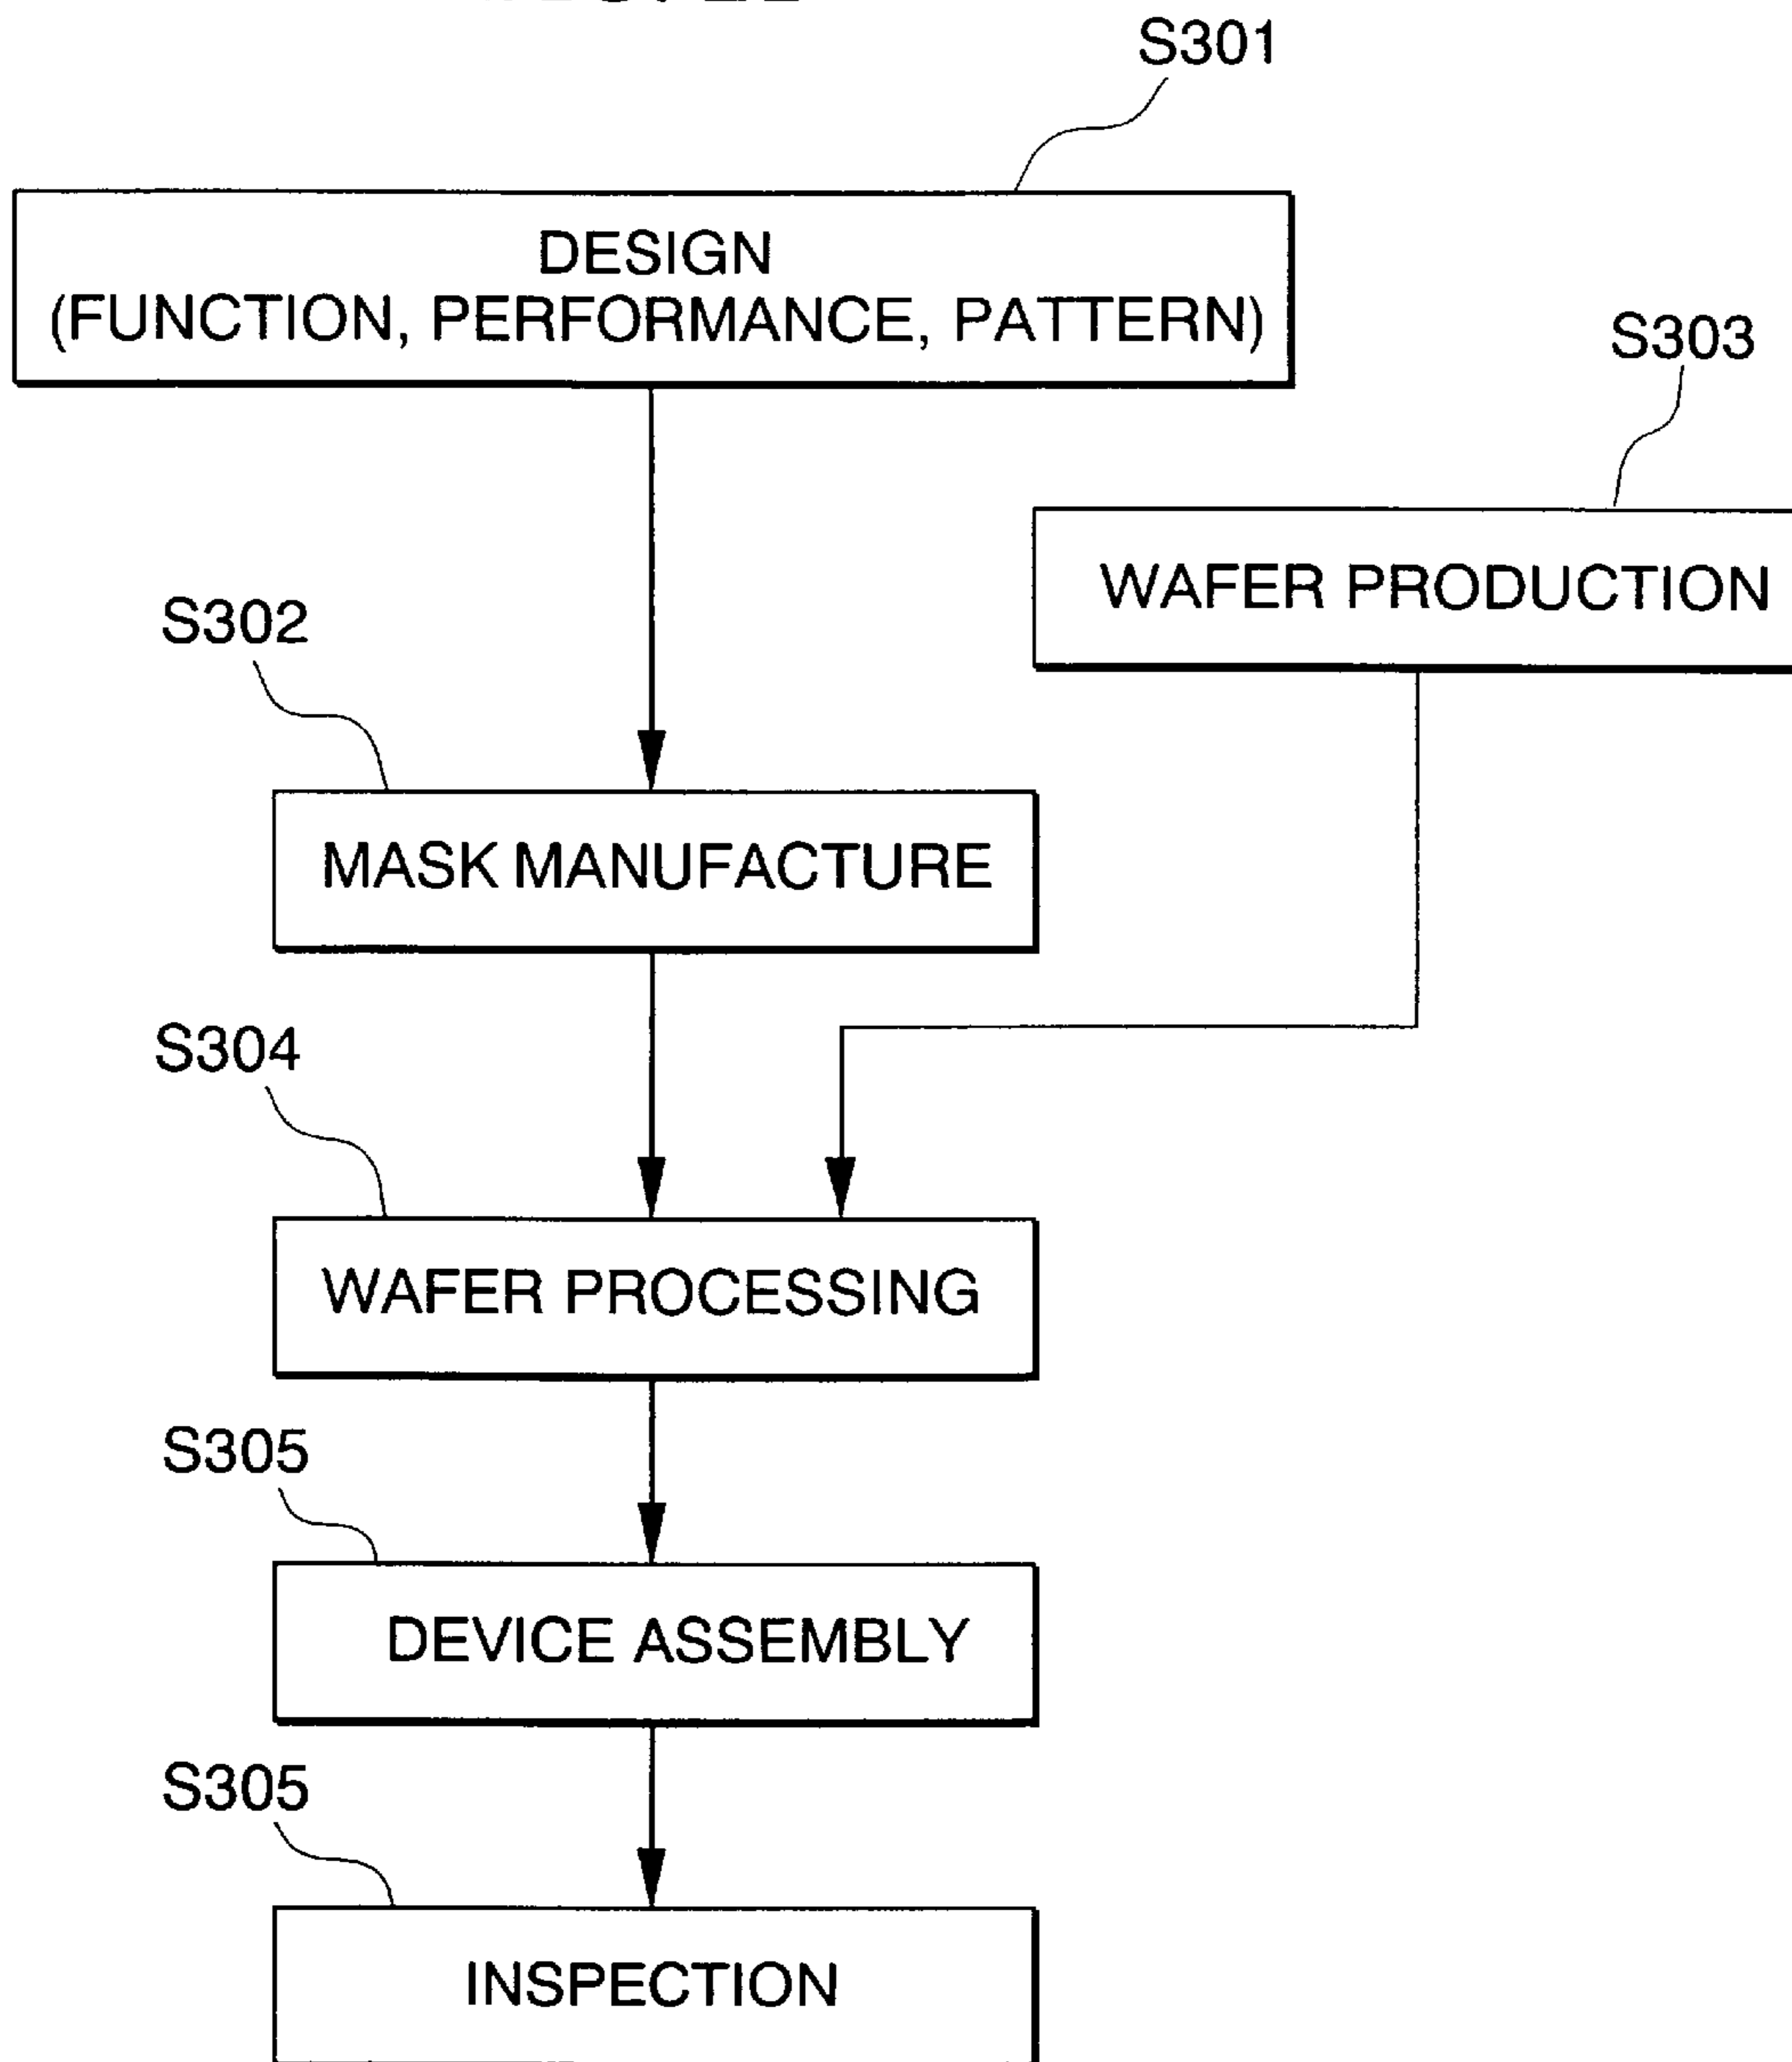 S301
DESIGN
(FUNCTION, PERFORMANCE, PATTERN)
S303
WAFER PRODUCTION
S302
MASK MANUFACTURE
S304
WAFER PROCESSING
S305
DEVICE ASSEMBLY
S305
INSPECTION